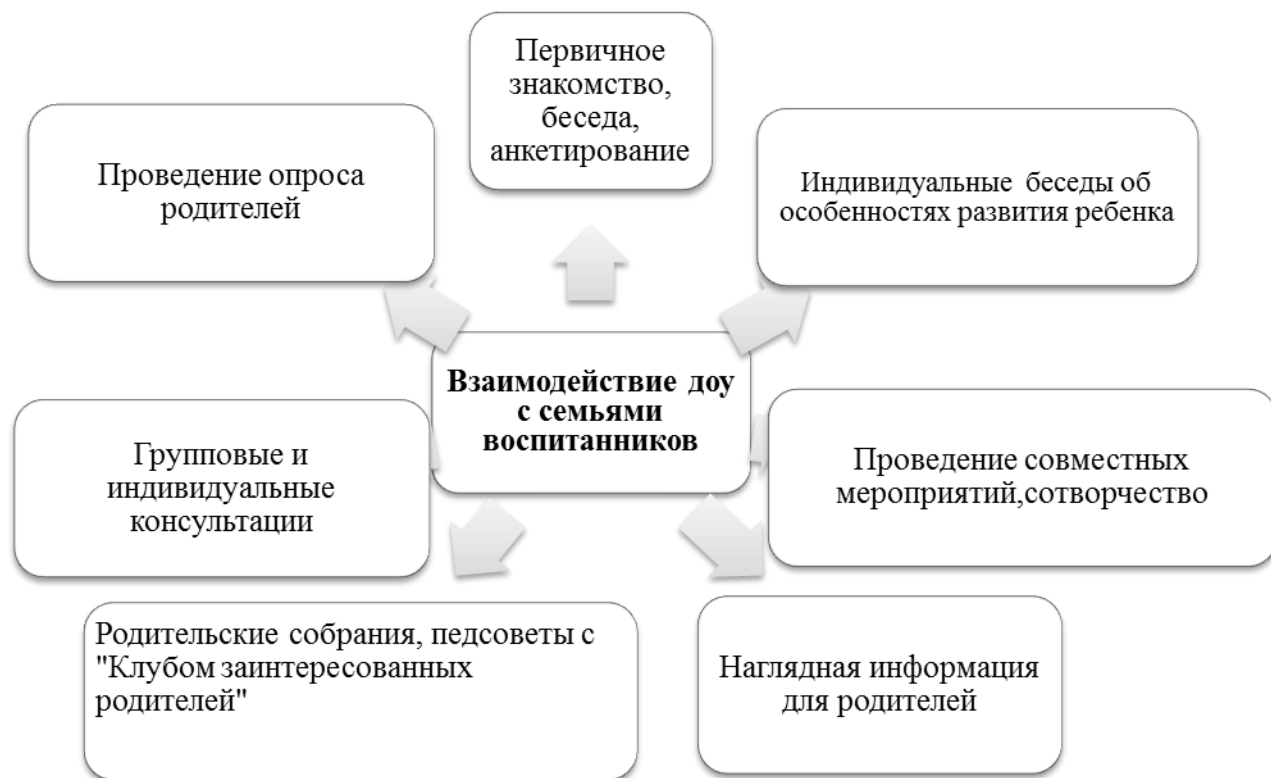 Первичное
знакомство,
беседа,
анкетирование
Проведение опроса
родителей
Индивидуальные беседы об
особенностях развития ребенка
Взаимодействие доу
с семьями
воспитанников
Групповые и
индивидуальные
консультации
Проведение совместных
мероприятий,сотворчество
Родительские собрания, педсоветы с
"Клубом заинтересованных
родителей"
Наглядная информация
для родителей